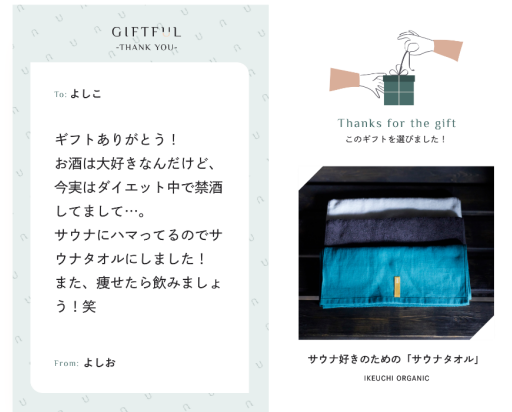 GIFTFUL
-THANK YOU-
To: よしこ
ギフトありがとう！
お酒は大好きなんだけど、
今実はダイエット中で禁酒
してまして…。
サウナにハマってるのでサ
ウナタオルにしました！
また、痩せたら飲みましょ
う！笑
From: よしお
Thanks for the gift
このギフトを選びました！
サウナ好きのための「サウナタオル」
IKEUCHI ORGANIC